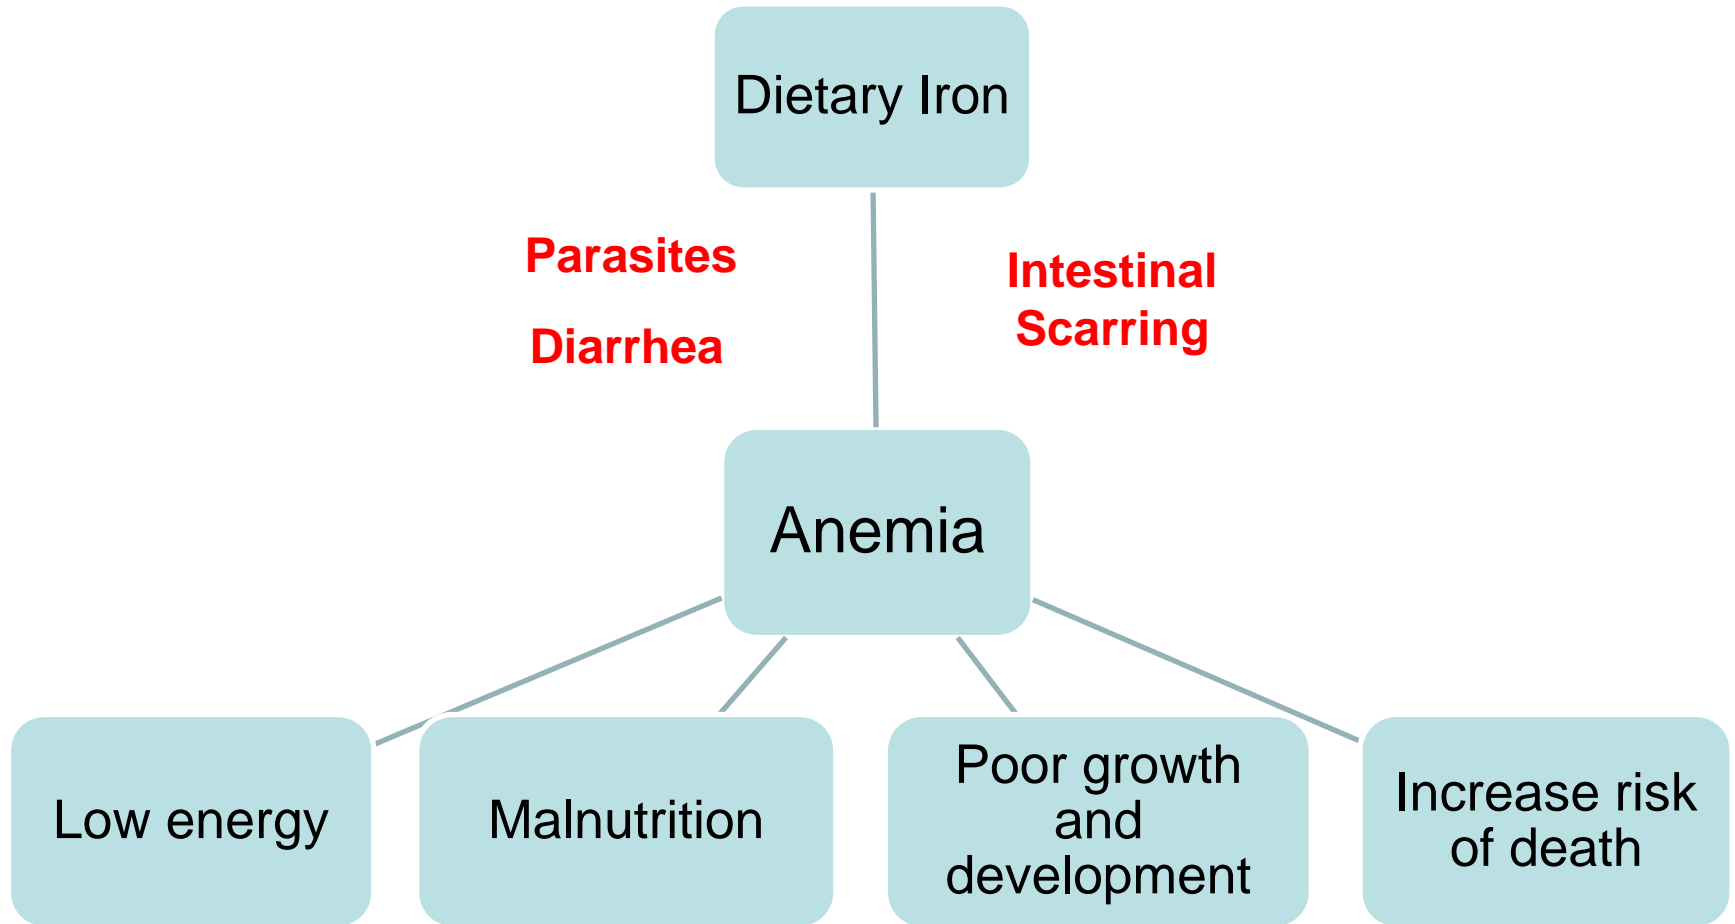 Dietary Iron
Parasites
Diarrhea
Intestinal
Scarring
Anemia
Low energy
Malnutrition
Poor growth
and
development
Increase risk
of death